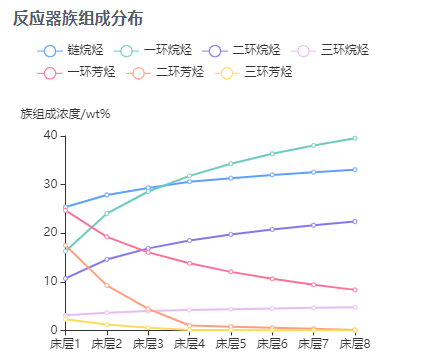 反应器族组成分布
链烷烃 一环烷烃 二环烷烃 三环烷烃
一环芳烃 二环芳烃 三环芳烃
族组成浓度/wt%
40
30
20
10
0
床层1 床层2 床层3 床层4 床层5 床层6 床层7 床层8